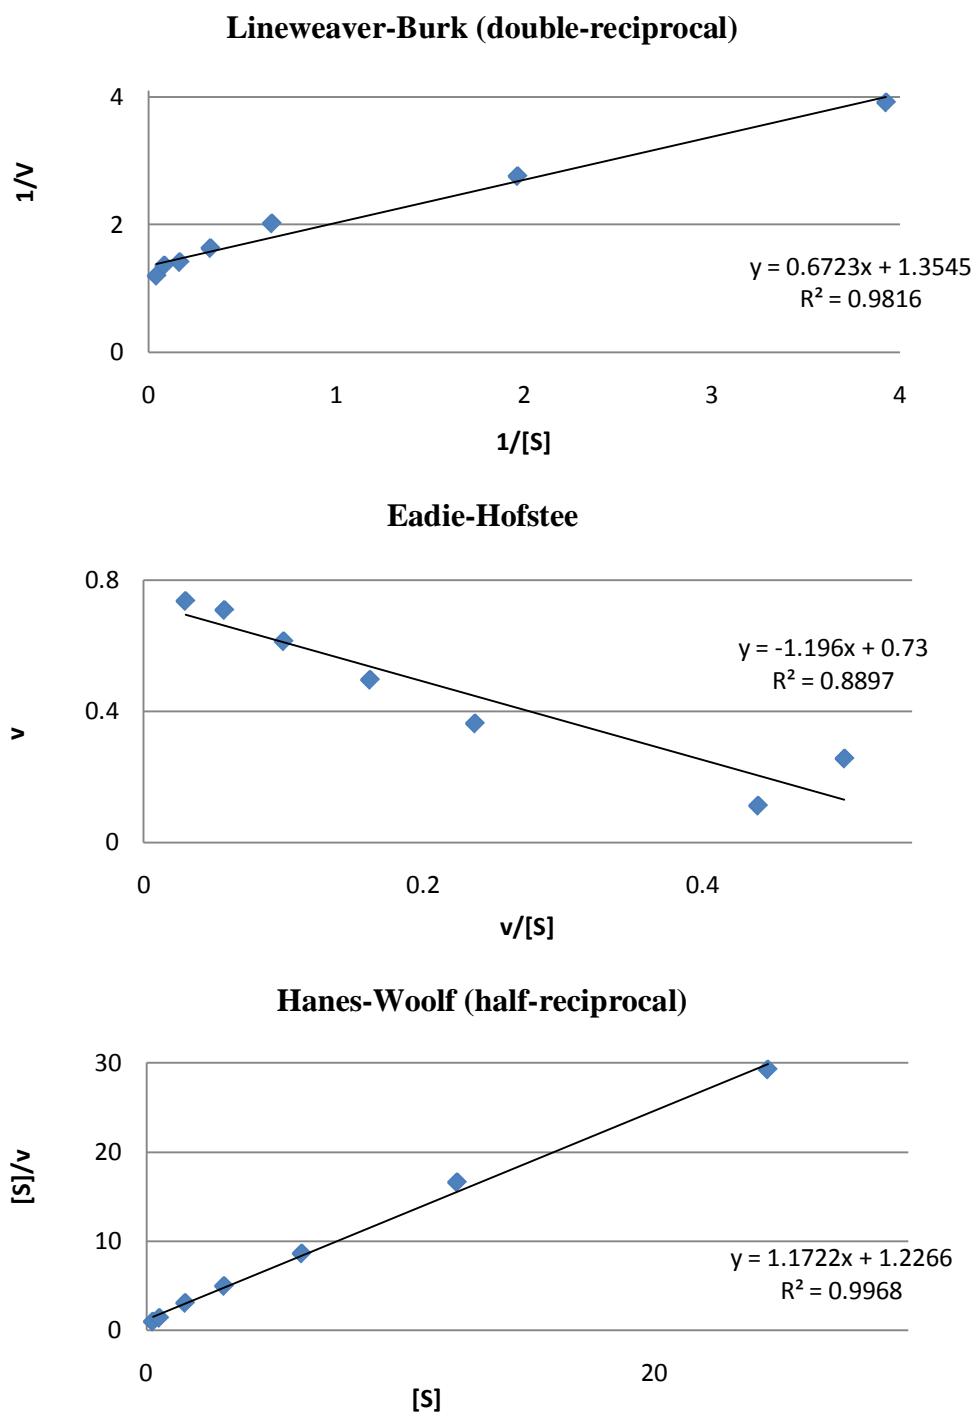 Lineweaver-Burk (double-reciprocal)
4
2
0
1/V
y = 0.6723x + 1.3545
R² = 0.9816
0 1 2 3 4
1/[S]
Eadie-Hofstee
0.8
0.4
0
v
y = -1.196x + 0.73
R² = 0.8897
0 0.2 0.4
v/[S]
Hanes-Woolf (half-reciprocal)
30
20
10
0
[S]/v
y = 1.1722x + 1.2266
R² = 0.9968
0 20
[S]